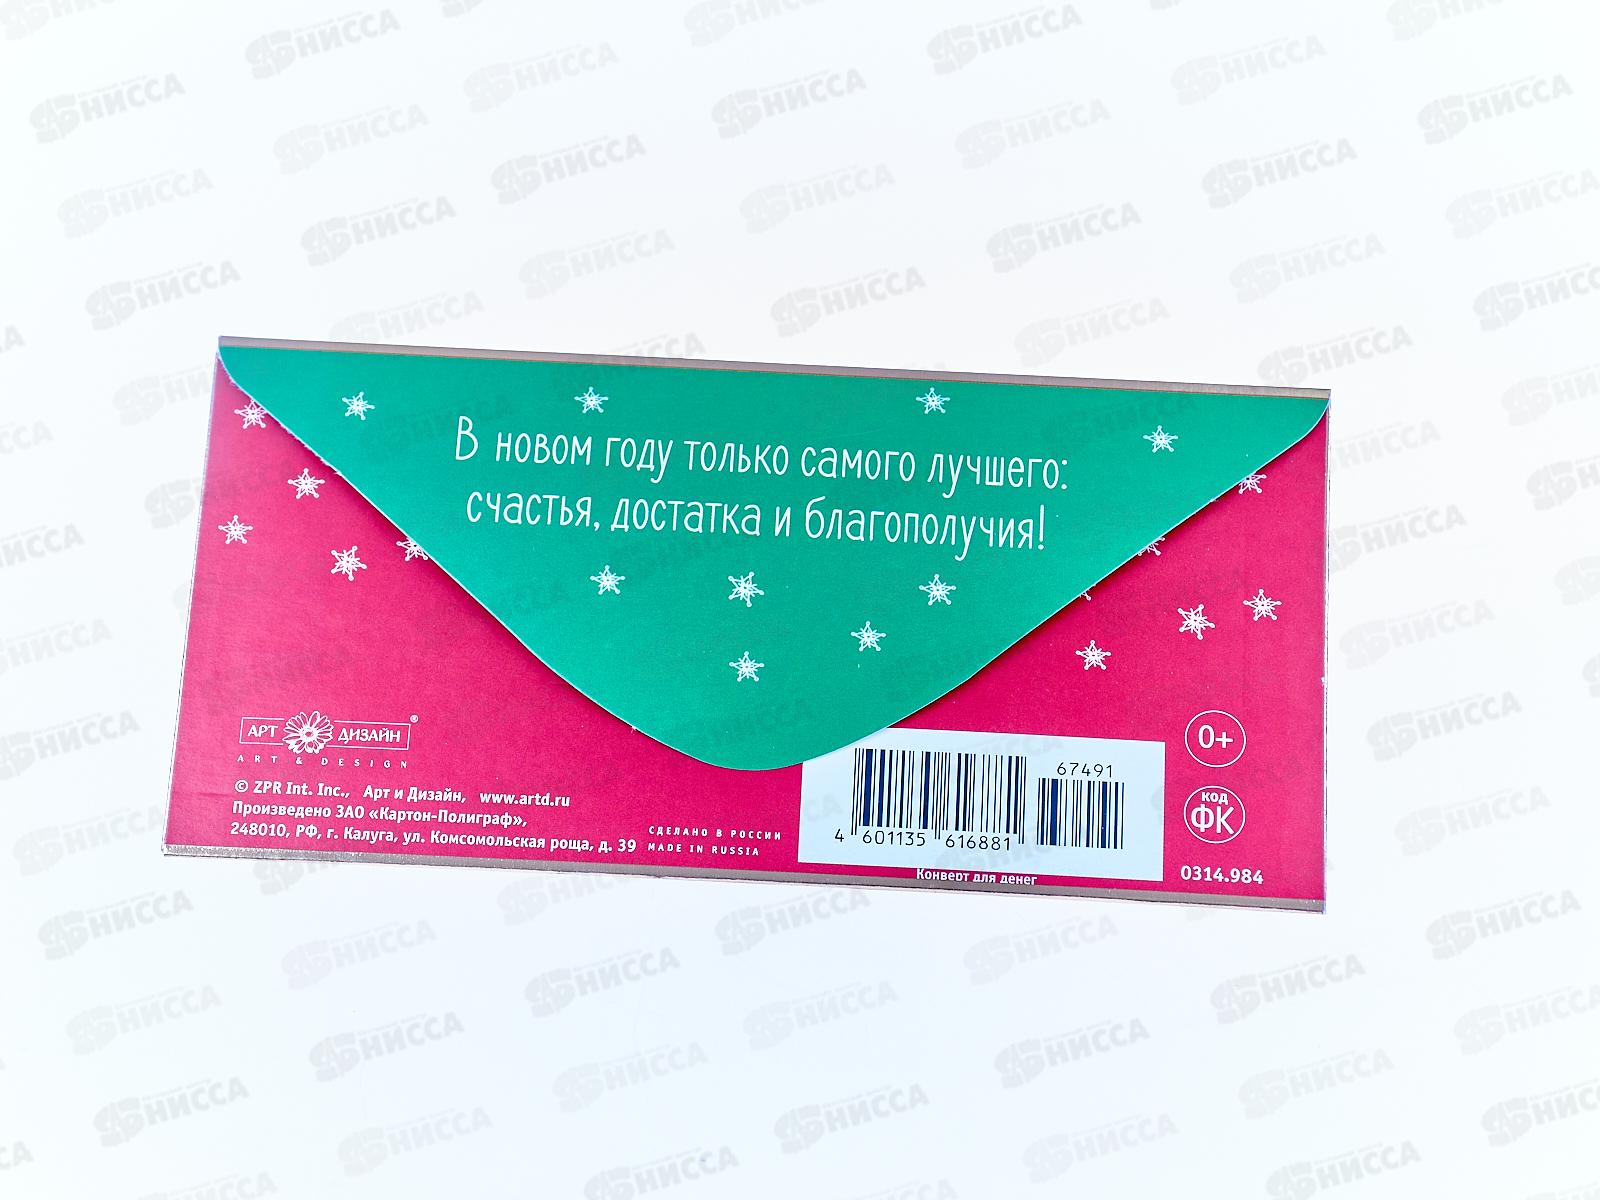 В новом году только самого лучшего:
счастья, достатка и благополучия!
АРТ ДИЗАЙН®
ART & DESIGN
© ZPR Int. Inc., Арт и Дизайн, www.artd.ru
Произведено ЗАО «Картон-Полиграф»,
248010, РФ, г. Калуга, ул. Комсомольская роща, д. 39
СДЕЛАНО В РОССИИ
MADE IN RUSSIA
67491
4 601135 616881
Конверт для денег
0+
КОД
ФК
0314.984
НИССА